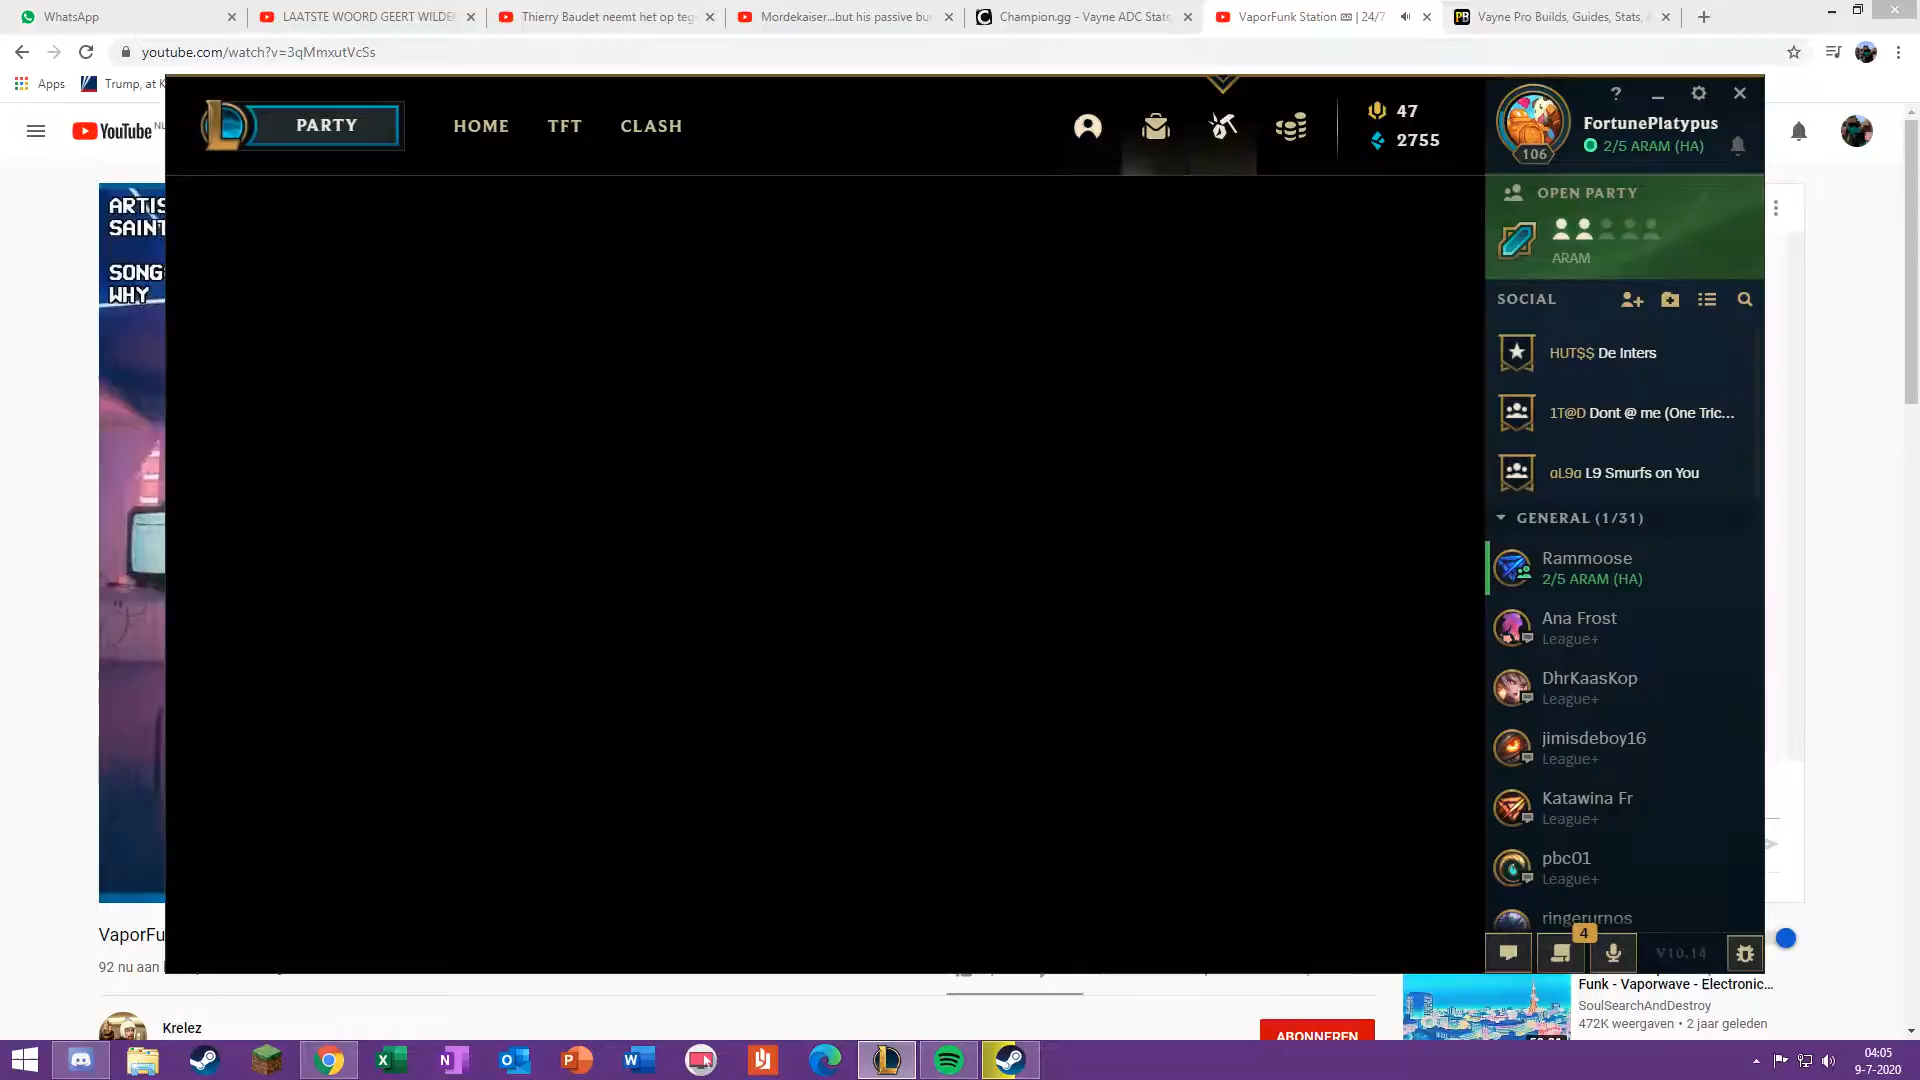 WhatsApp
LAATSTE WOORD GEERT WILDE
Thierry Baudet neemt het op teg
Mordekaiser...but his passive bu
Champion.gg - Vayne ADC Stats
VaporFunk Station | 24/7
Vayne Pro Builds, Guides, Stats,
youtube.com/watch?v=3qMmxutVcSs
Apps
Trump, at K
YouTube
ARTIS
SAINT
SONG
WHY
PARTY
HOME
TFT
CLASH
47
2755
106
FortunePlatypus
2/5 ARAM (HA)
OPEN PARTY
ARAM
SOCIAL
HUT$$ De Inters
1T@D Dont @ me (One Tric...
aL9a L9 Smurfs on You
GENERAL (1/31)
Rammoose
2/5 ARAM (HA)
Ana Frost
League+
DhrKaasKop
League+
jimisdeboy16
League+
Katawina Fr
League+
pbc01
League+
ringerurnos
4
V10.14
VaporFu
92 nu aan
Krelez
ABONNEREN
Funk - Vaporwave - Electronic...
SoulSearchAndDestroy
472K weergaven • 2 jaar geleden
04:05
9-7-2020